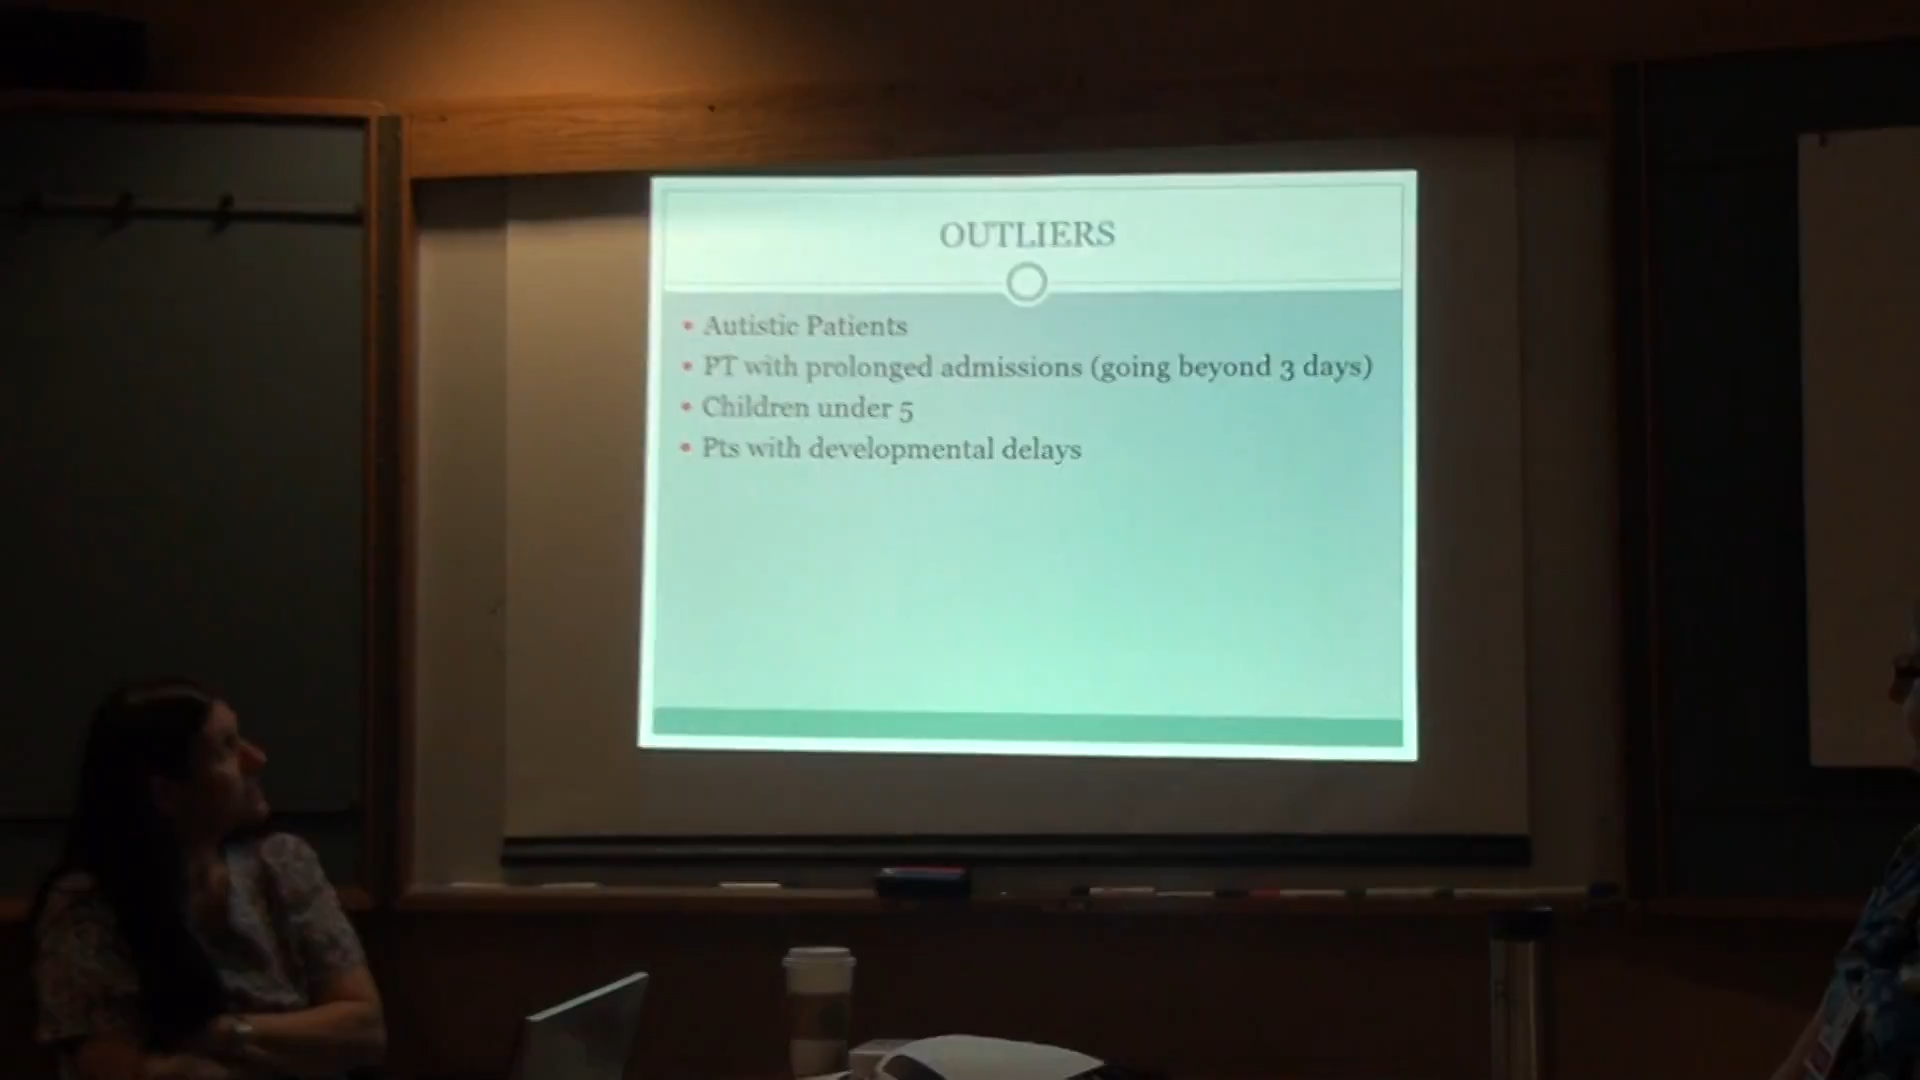 OUTLIERS
• Autistic Patients
• PT with prolonged admissions (going beyond 3 days)
• Children under 5
• Pts with developmental delays